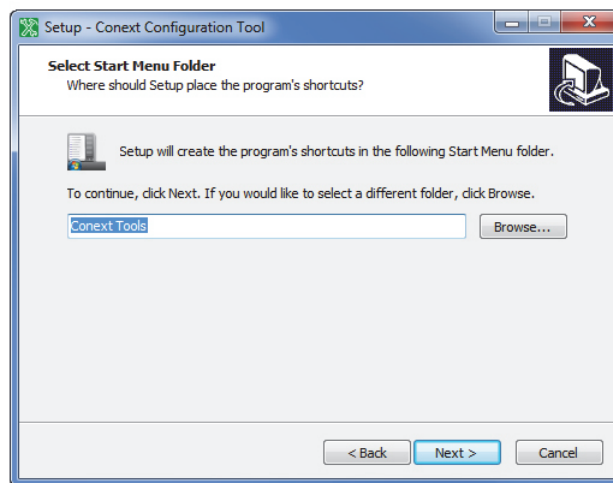 Setup - Conext Configuration Tool
Select Start Menu Folder
Where should Setup place the program's shortcuts?
Setup will create the program's shortcuts in the following Start Menu folder.
To continue, click Next. If you would like to select a different folder, click Browse.
Conext Tools
Browse...
< Back
Next >
Cancel